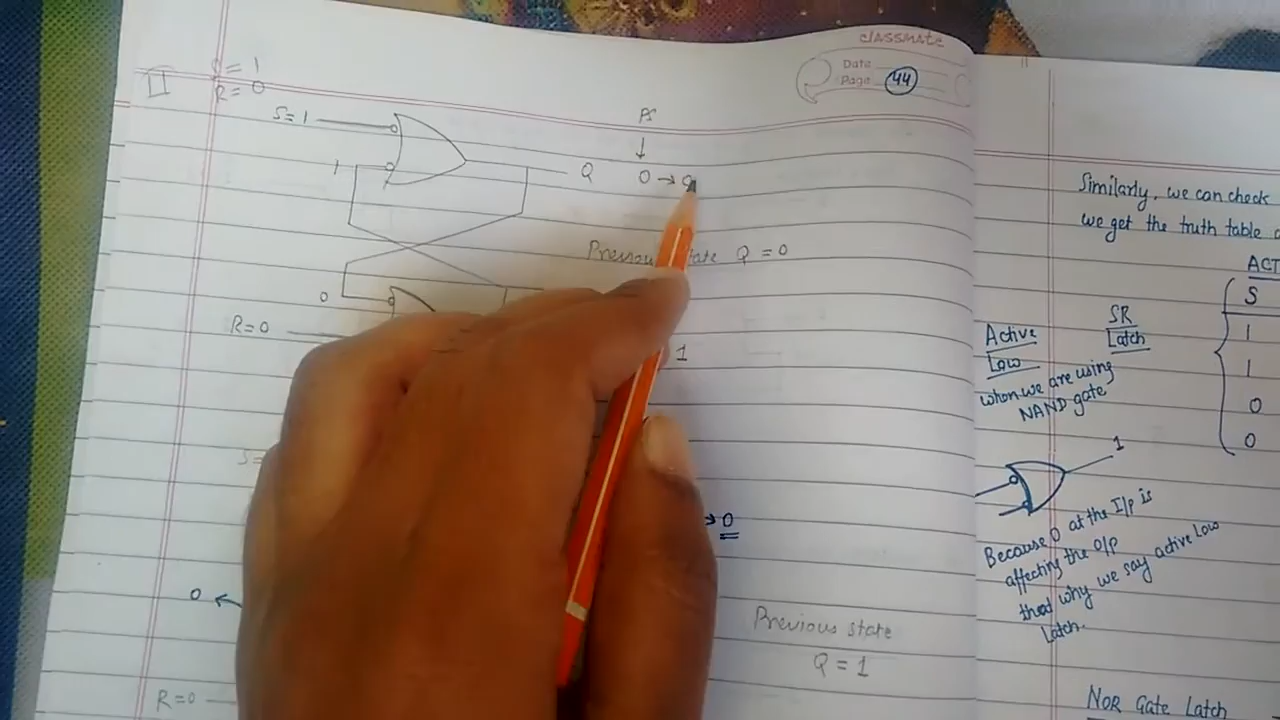 classmate
Date
Page 44
II
S = 1
R = 0
PS
S=1
1
Q
0 →
Previous state Q = 0
0
R=0
1
S=
→ 0
0
Previous state
Q = 1
R=0
Similarly, we can check
we get the truth table
ACT
S
SR
Latch
1
1
0
0
Active
Low
when we are using
NAND gate
1
Because 0 at the I/p is
affecting the O/p
that why we say active Low
Latch.
NOR Gate Latch